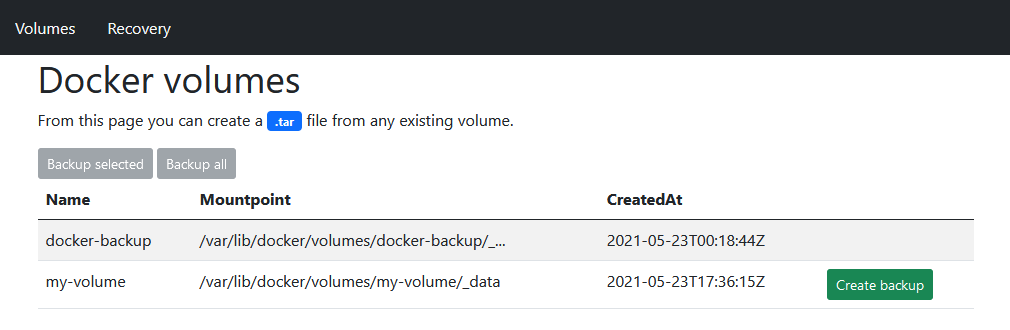 Volumes Recovery
Docker volumes
From this page you can create a .tar file from any existing volume.
Backup selected Backup all
Name Mountpoint CreatedAt
docker-backup /var/lib/docker/volumes/docker-backup/_... 2021-05-23T00:18:44Z
my-volume /var/lib/docker/volumes/my-volume/_data 2021-05-23T17:36:15Z Create backup